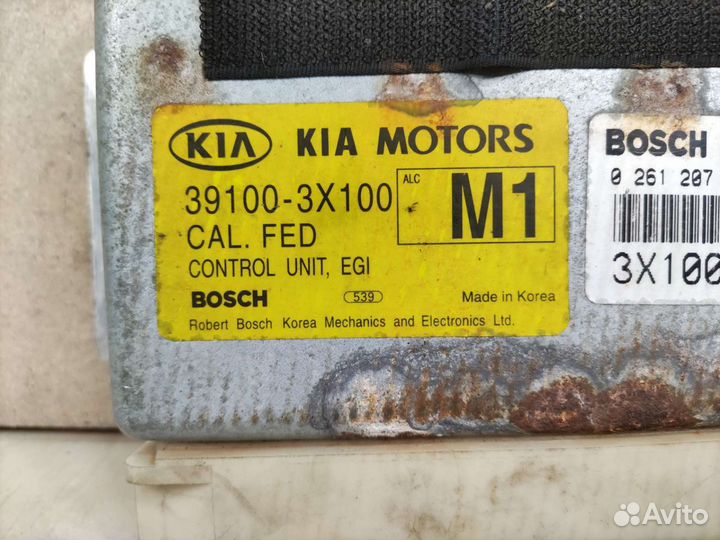 KIA KIA MOTORS
39100-3X100
ALC
M1
CAL. FED
CONTROL UNIT, EGI
BOSCH 539 Made in Korea
Robert Bosch Korea Mechanics and Electronics Ltd.
BOSCH
0 261 207
3X100
Avito